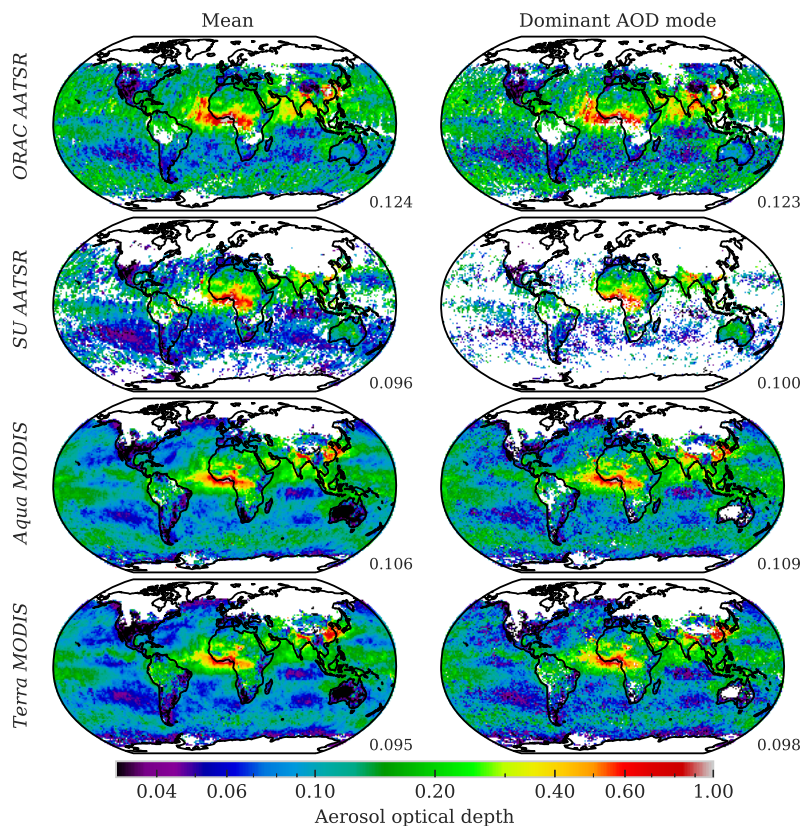 Mean
Dominant AOD mode
ORAC AATSR
0.124
0.123
SU AATSR
0.096
0.100
Aqua MODIS
0.106
0.109
Terra MODIS
0.095
0.098
0.04 0.06 0.10 0.20 0.40 0.60 1.00
Aerosol optical depth